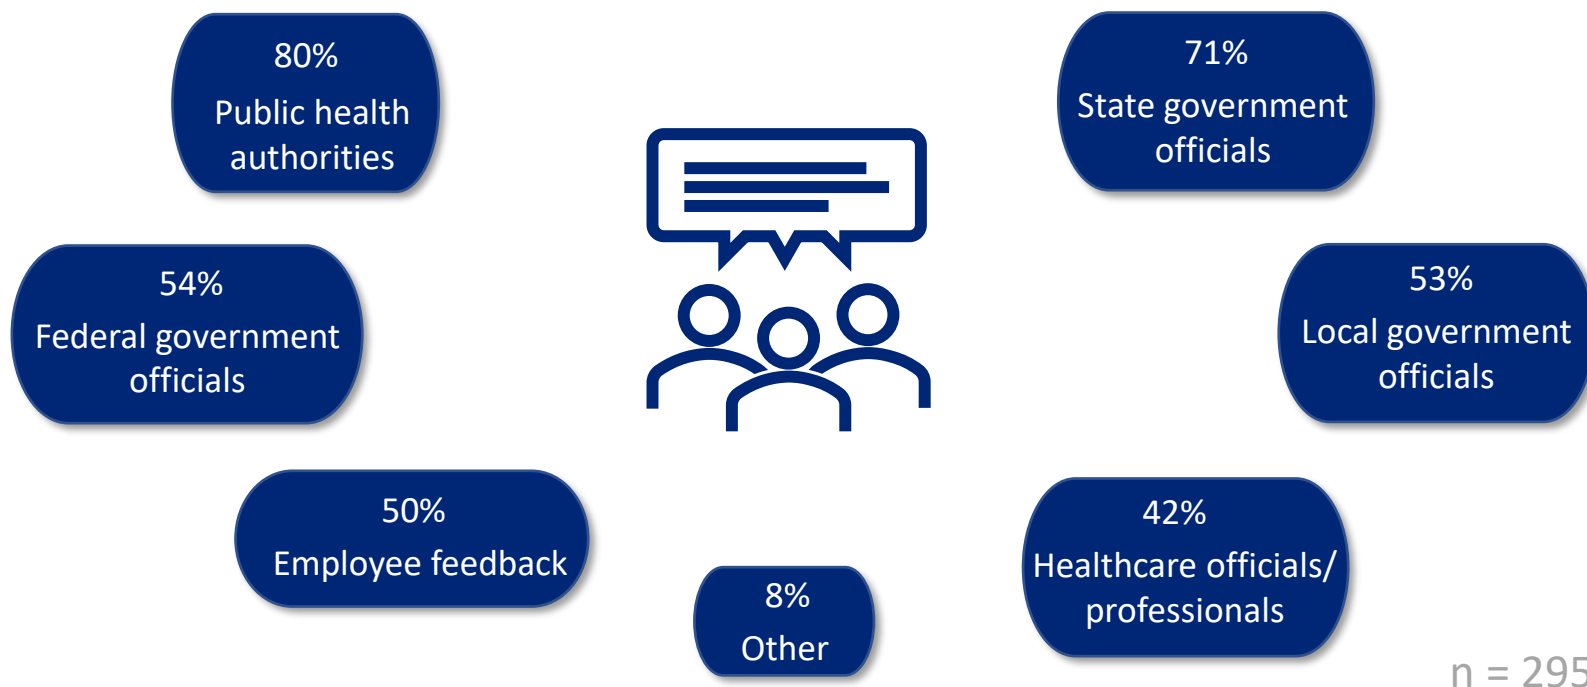 80%
Public health
authorities
71%
State government
officials
54%
Federal government
officials
53%
Local government
officials
50%
Employee feedback
42%
Healthcare officials/
professionals
8%
Other
n = 295